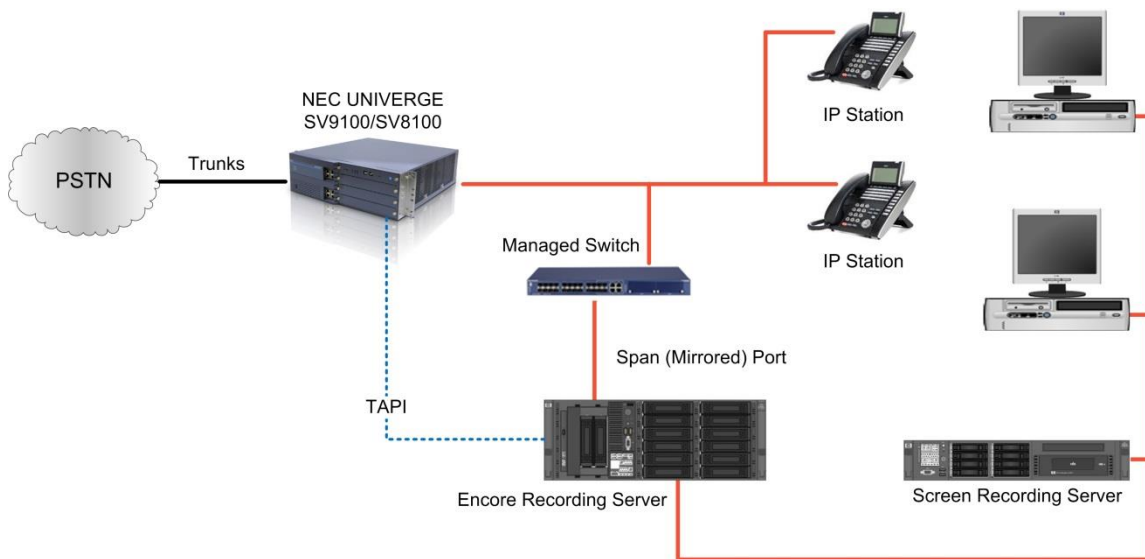 NEC UNIVERGE
SV9100/SV8100
PSTN
Trunks
IP Station
IP Station
Managed Switch
Span (Mirrored) Port
TAPI
Encore Recording Server
Screen Recording Server